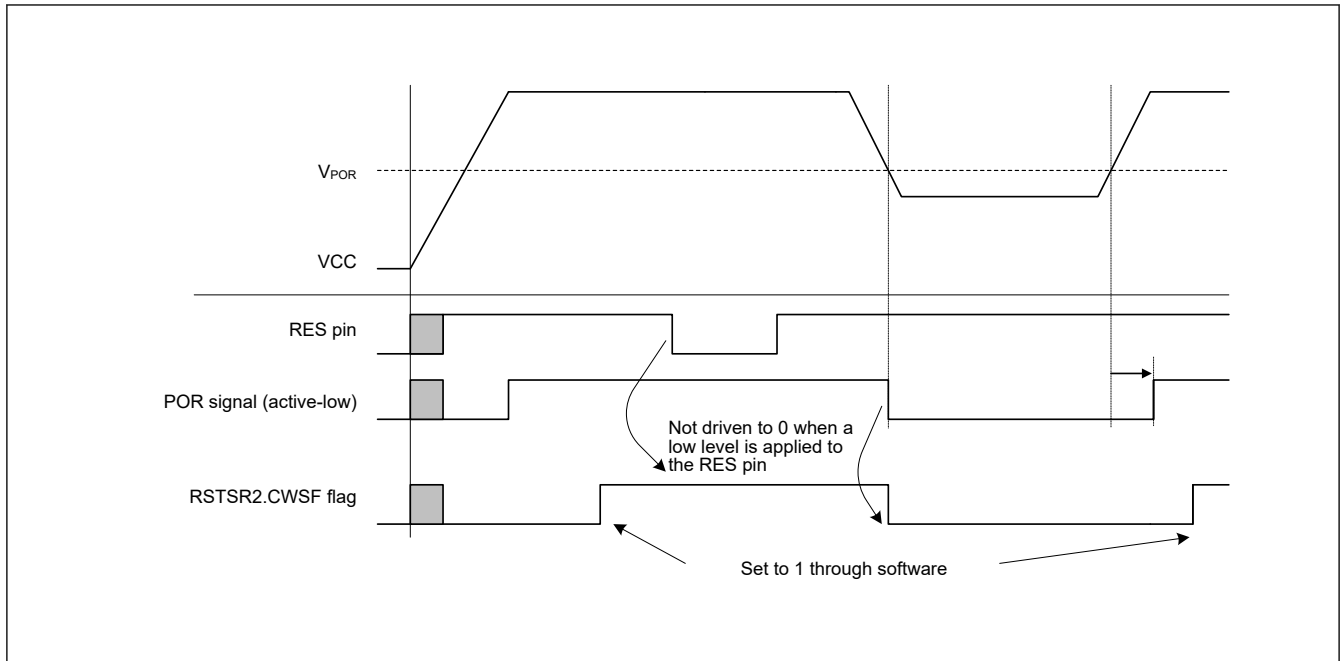 VPOR
VCC
RES pin
POR signal (active-low)
Not driven to 0 when a
low level is applied to
the RES pin
RSTSR2.CWSF flag
Set to 1 through software